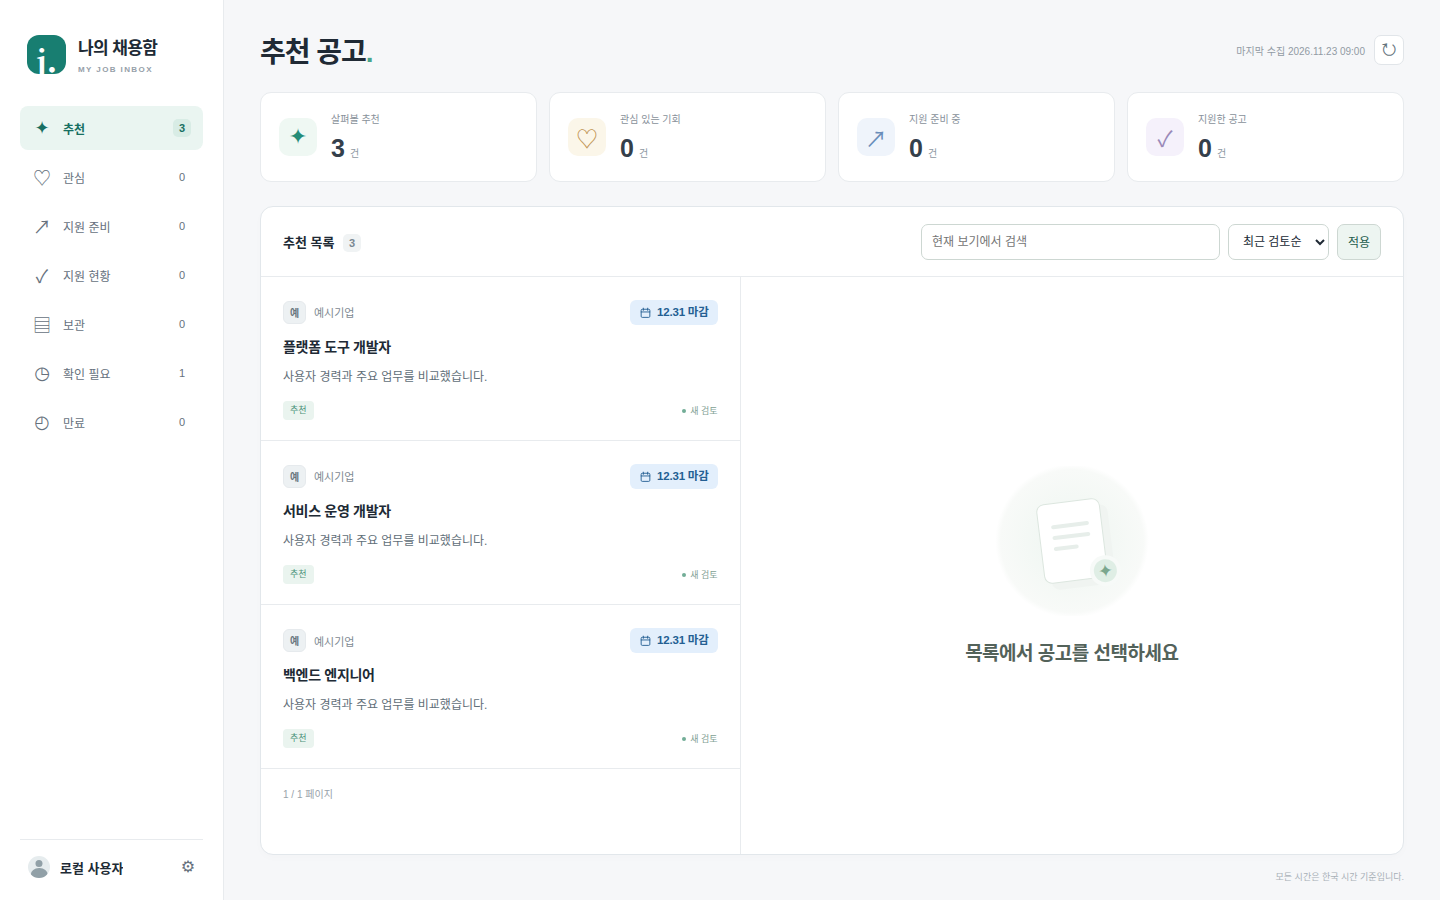 i.
나의 채용함
MY JOB INBOX
추천 3
관심 0
지원 준비 0
지원 현황 0
보관 0
확인 필요 1
만료 0
로컬 사용자
추천 공고.
마지막 수집 2026.11.23 09:00
살펴볼 추천
3 건
관심 있는 기회
0 건
지원 준비 중
0 건
지원한 공고
0 건
추천 목록 3
현재 보기에서 검색
최근 검토순
적용
예 예시기업
12.31 마감
플랫폼 도구 개발자
사용자 경력과 주요 업무를 비교했습니다.
추천
새 검토
예 예시기업
12.31 마감
서비스 운영 개발자
사용자 경력과 주요 업무를 비교했습니다.
추천
새 검토
예 예시기업
12.31 마감
백엔드 엔지니어
사용자 경력과 주요 업무를 비교했습니다.
추천
새 검토
1 / 1 페이지
목록에서 공고를 선택하세요
모든 시간은 한국 시간 기준입니다.